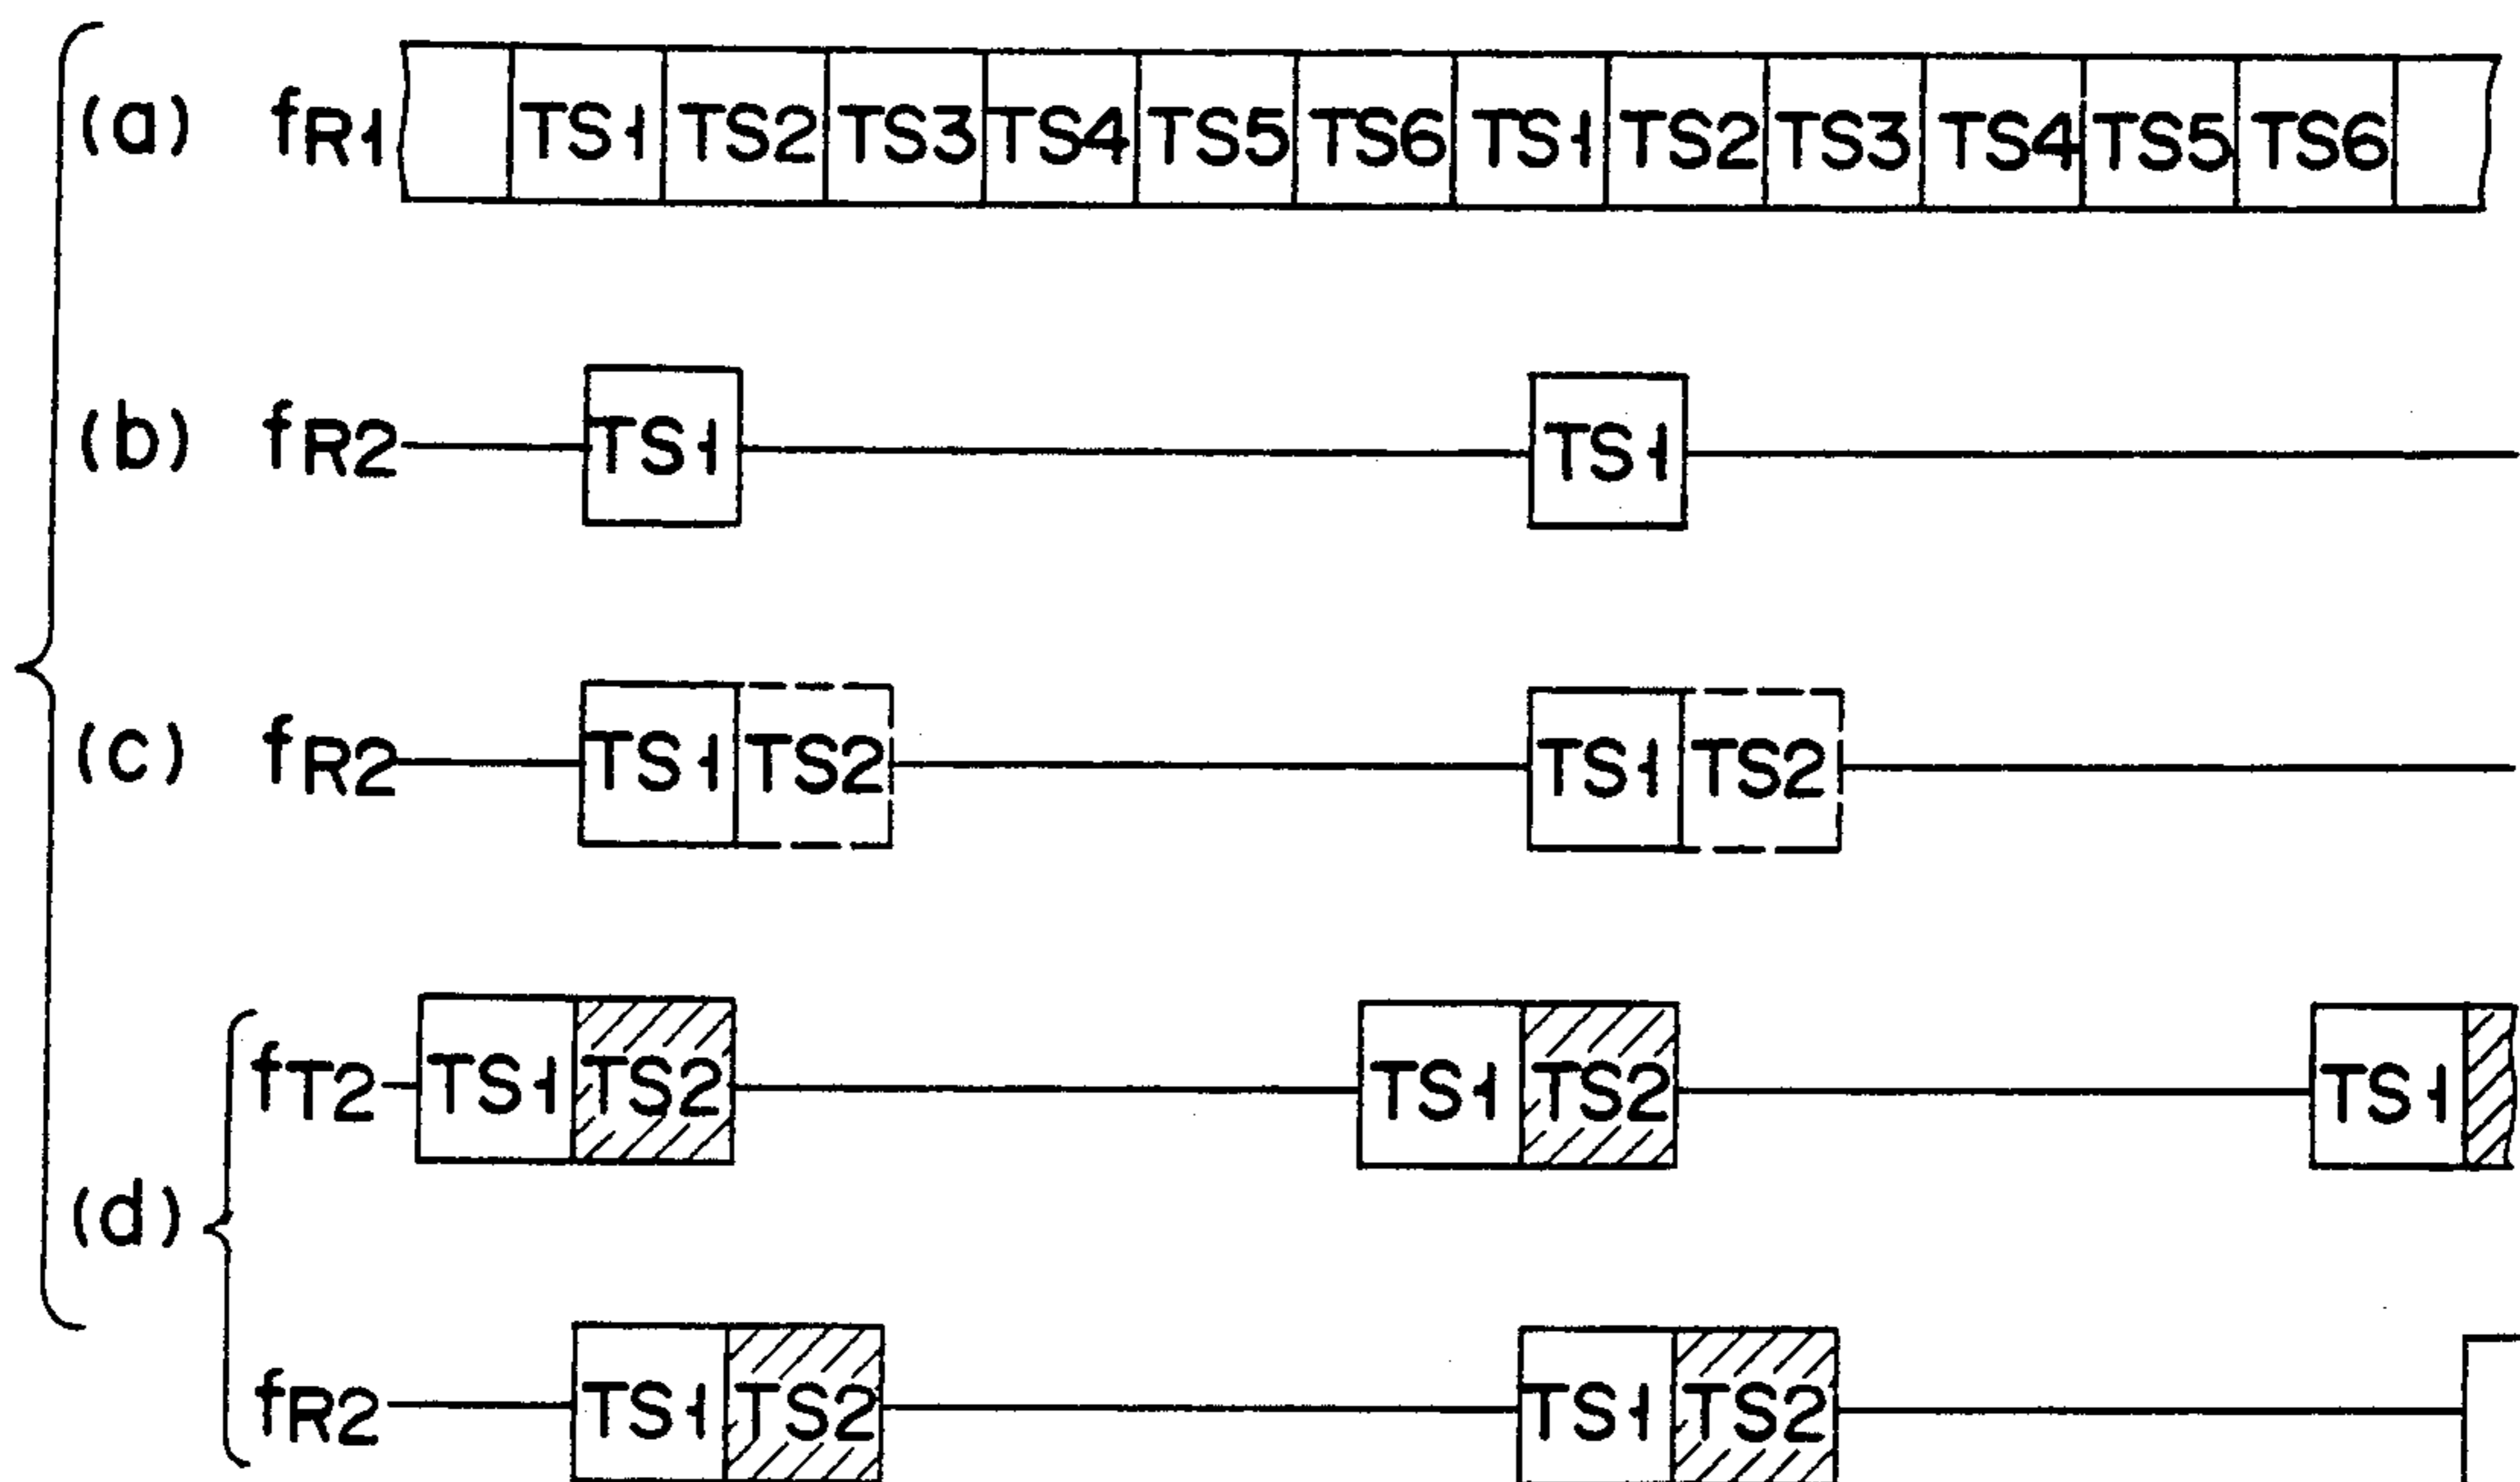 (a) fR1 TS1 TS2 TS3 TS4 TS5 TS6 TS1 TS2 TS3 TS4 TS5 TS6
(b) fR2 TS1 TS1
(c) fR2 TS1 TS2 TS1 TS2
fT2 TS1 TS2 TS1 TS2 TS1
(d)
fR2 TS1 TS2 TS1 TS2